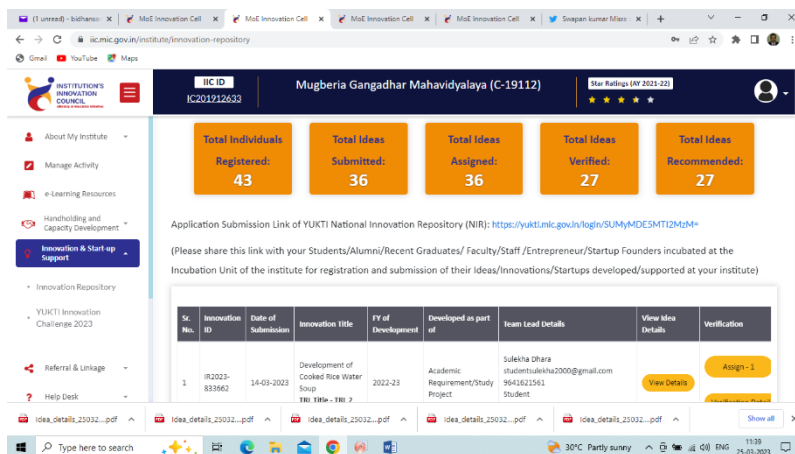 (1 unread) - bidhansar
MoE Innovation Cell
MoE Innovation Cell
MoE Innovation Cell
MoE Innovation Cell
Swapan kumar Misra
iic.mic.gov.in/institute/innovation-repository
Gmail
YouTube
Maps
INSTITUTION'S
INNOVATION
COUNCIL
IIC ID
IC201912633
Mugberia Gangadhar Mahavidyalaya (C-19112)
Star Ratings (AY 2021-22)
About My Institute
Manage Activity
e-Learning Resources
Handholding and
Capacity Development
Innovation & Start-up
Support
Innovation Repository
YUKTI Innovation
Challenge 2023
Referral & Linkage
Help Desk
Total Individuals
Registered:
43
Total Ideas
Submitted:
36
Total Ideas
Assigned:
36
Total Ideas
Verified:
27
Total Ideas
Recommended:
27
Application Submission Link of YUKTI National Innovation Repository (NIR): https://yukti.mic.gov.in/login/SUMyMDE5MTI2MzM=
(Please share this link with your Students/Alumni/Recent Graduates/ Faculty/Staff /Entrepreneur/Startup Founders incubated at the
Incubation Unit of the institute for registration and submission of their Ideas/Innovations/Startups developed/supported at your institute)
Sr.
No.
Innovation
ID
Date of
Submission
Innovation Title
FY of
Development
Developed as part
of
Team Lead Details
View Idea
Details
Verification
1
IR2023-
833662
14-03-2023
Development of
Cooked Rice Water
Soup
TRL Title - TRL 2
2022-23
Academic
Requirement/Study
Project
Sulekha Dhara
studentsulekha2000@gmail.com
9641621561
Student
View Details
Assign - 1
Idea_details_25032....pdf
Idea_details_25032....pdf
Idea_details_25032....pdf
Idea_details_25032....pdf
Idea_details_25032....pdf
Show all
Type here to search
30°C Partly sunny
ENG
11:39
25-03-2023